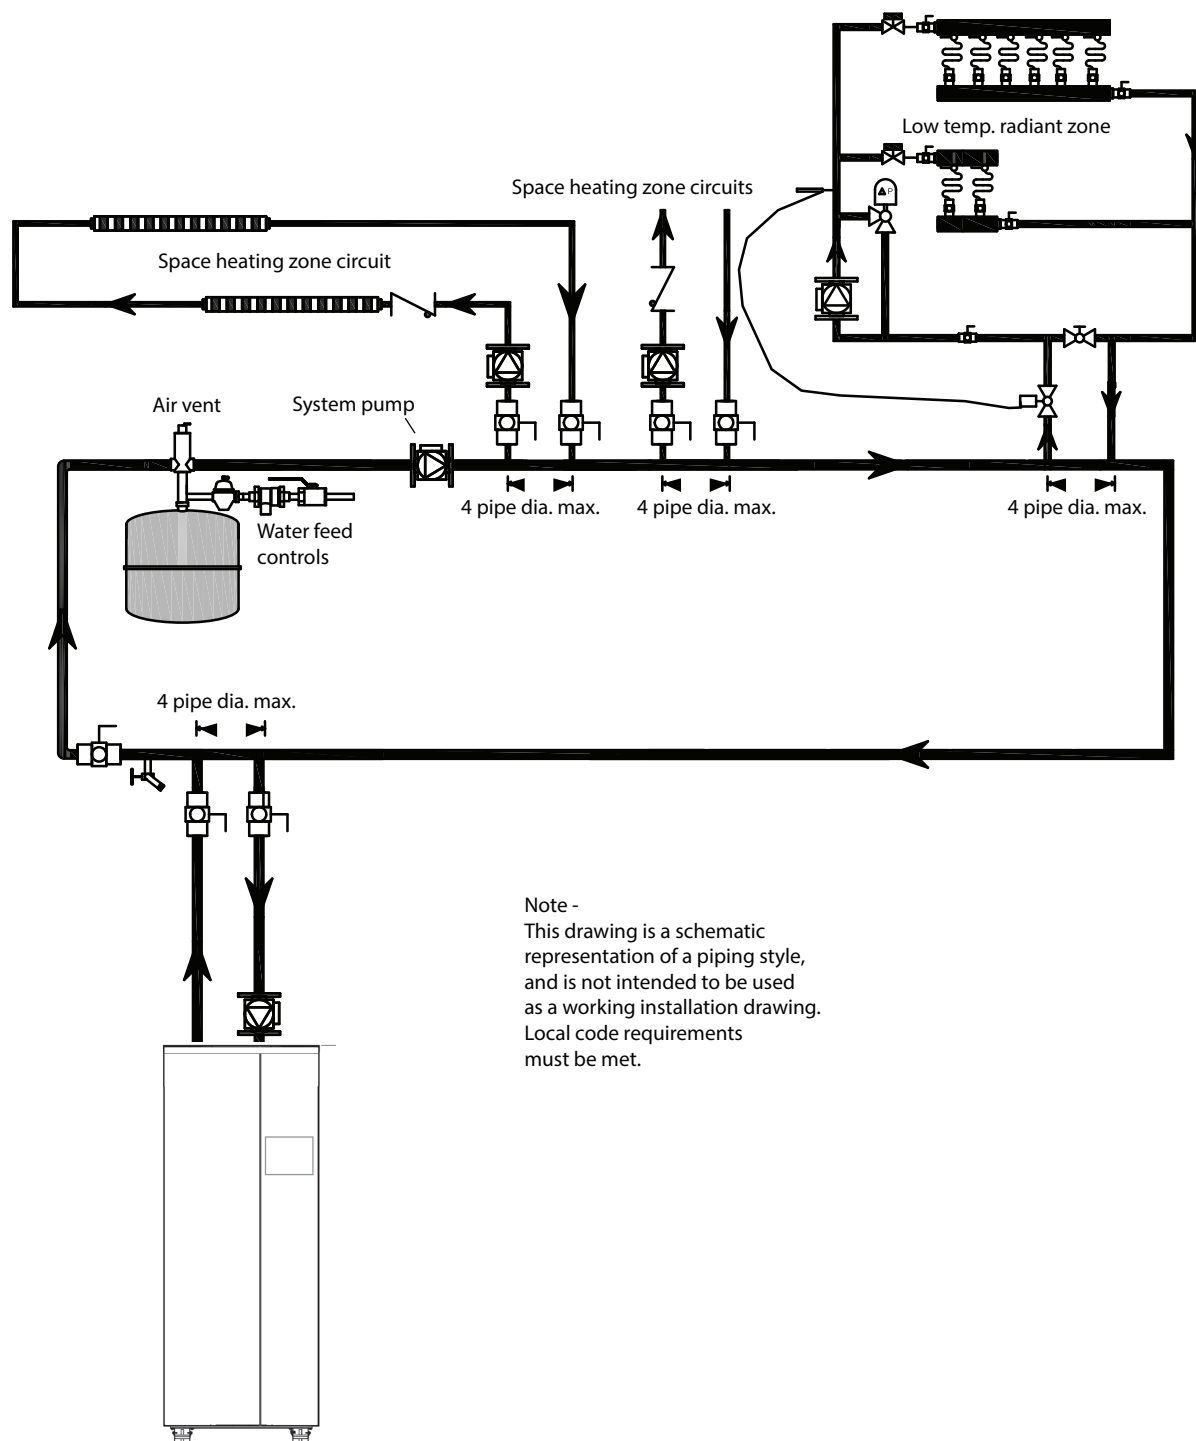 Low temp. radiant zone
Space heating zone circuits
P
Space heating zone circuit
Air vent
System pump
4 pipe dia. max.
4 pipe dia. max.
4 pipe dia. max.
Water feed
controls
4 pipe dia. max.
Note -
This drawing is a schematic
representation of a piping style,
and is not intended to be used
as a working installation drawing.
Local code requirements
must be met.